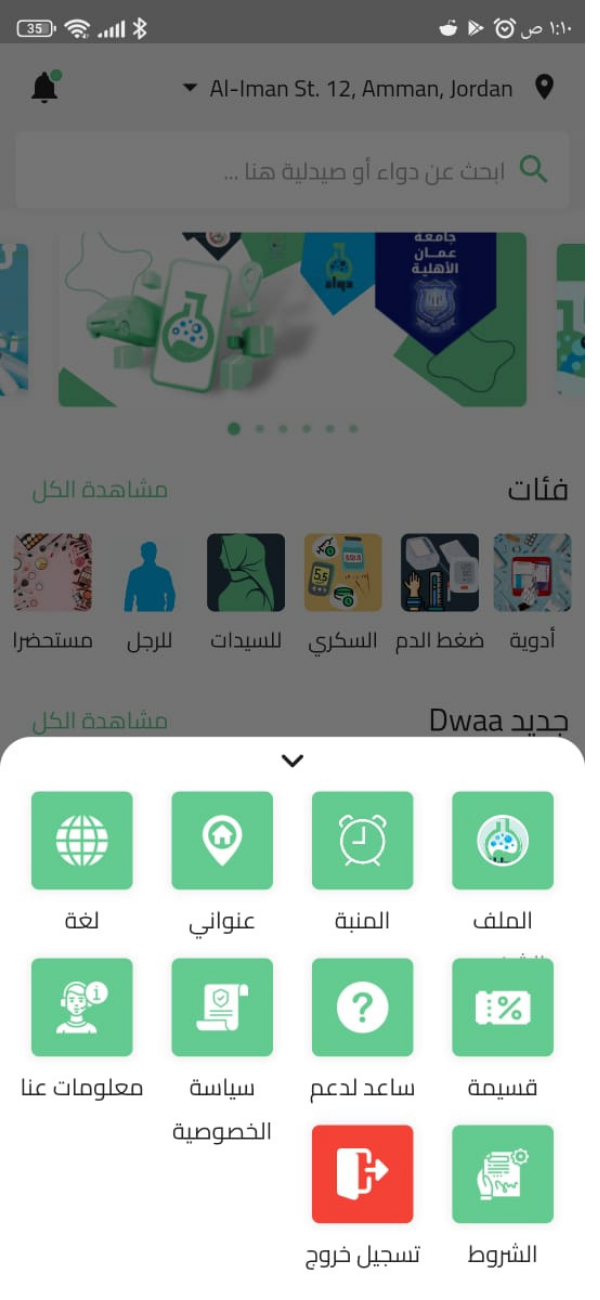 ١:١٠ ص
35
Al-Iman St. 12, Amman, Jordan
ابحث عن دواء أو صيدلية هنا ...
جامعة
عمـان
الأهلية
دواء
فئات
مشاهدة الكل
أدوية
ضغط الدم
السكري
للسيدات
للرجل
مستحضرا
جديد Dwaa
مشاهدة الكل
الملف
المنبة
عنواني
لغة
قسيمة
ساعد لدعم
سياسة
الخصوصية
معلومات عنا
الشروط
تسجيل خروج